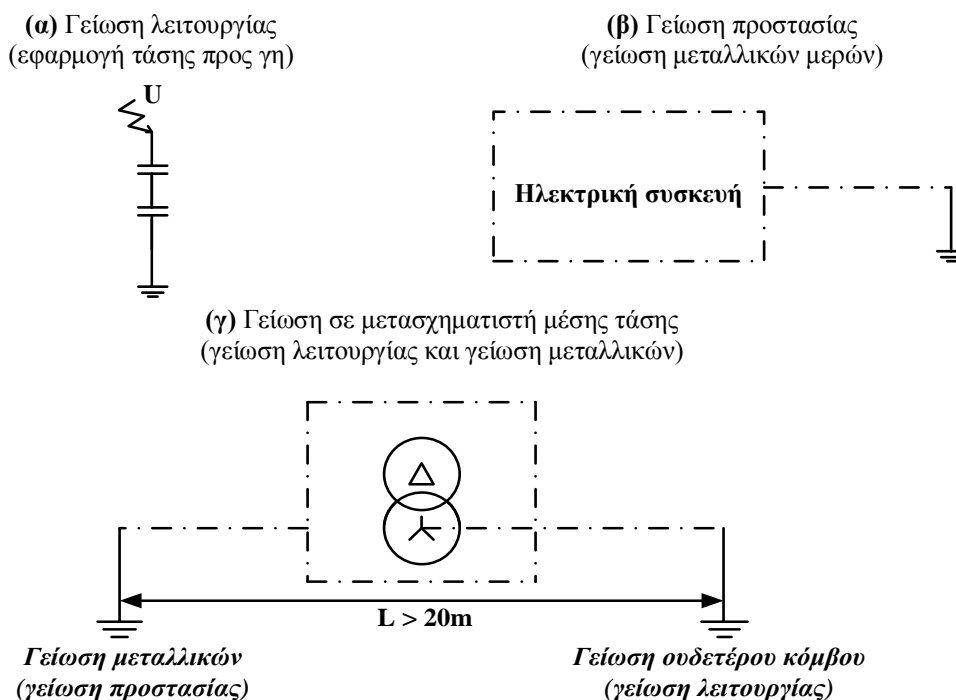 (α) Γείωση λειτουργίας
(εφαρμογή τάσης προς γη)
U
(β) Γείωση προστασίας
(γείωση μεταλλικών μερών)
Ηλεκτρική συσκευή
(γ) Γείωση σε μετασχηματιστή μέσης τάσης
(γείωση λειτουργίας και γείωση μεταλλικών)
L > 20m
Γείωση μεταλλικών
(γείωση προστασίας)
Γείωση ουδετέρου κόμβου
(γείωση λειτουργίας)